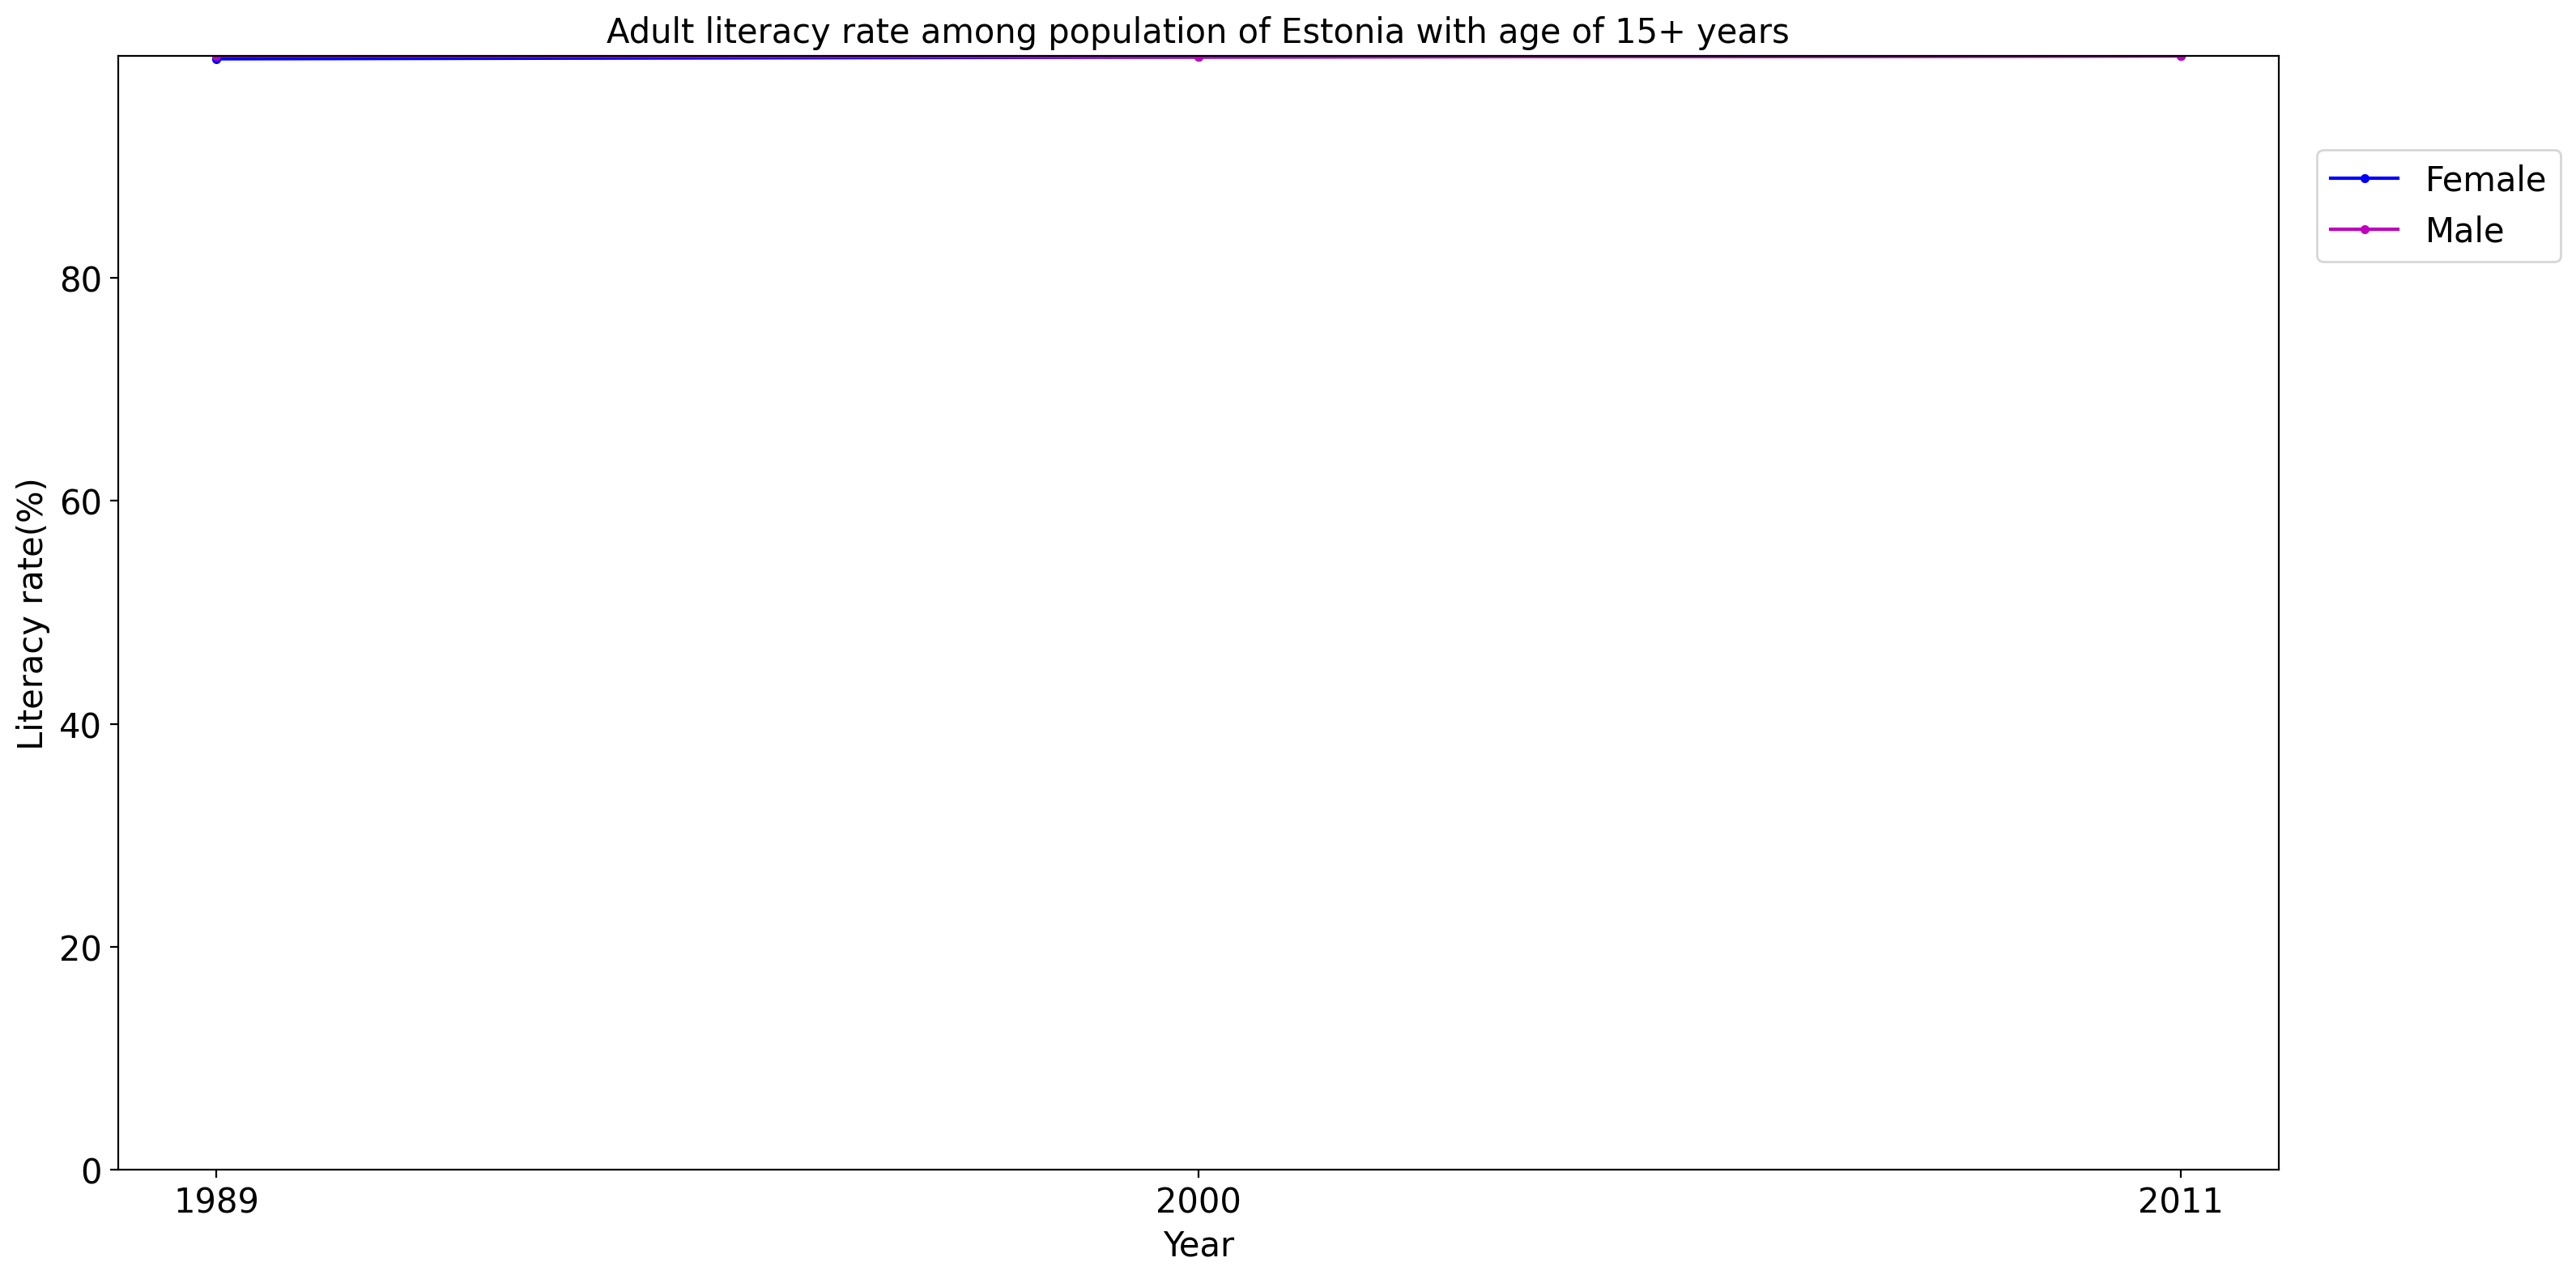 Adult literacy rate among population of Estonia with age of 15+ years
Female
Male
80
60
40
20
0
Literacy rate(%)
1989 2000 2011
Year